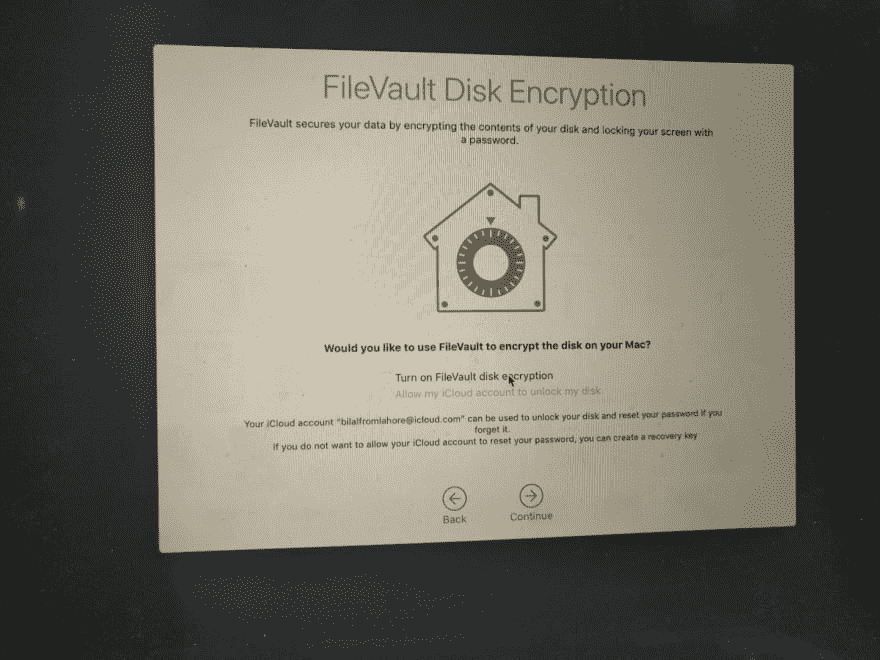 FileVault Disk Encryption
FileVault secures your data by encrypting the contents of your disk and locking your screen with
a password.
Would you like to use FileVault to encrypt the disk on your Mac?
Turn on FileVault disk encryption
Allow my iCloud account to unlock my disk.
Your iCloud account "bilalfromlahore@icloud.com" can be used to unlock your disk and reset your password if you
forget it.
If you do not want to allow your iCloud account to reset your password, you can create a recovery key
Back
Continue